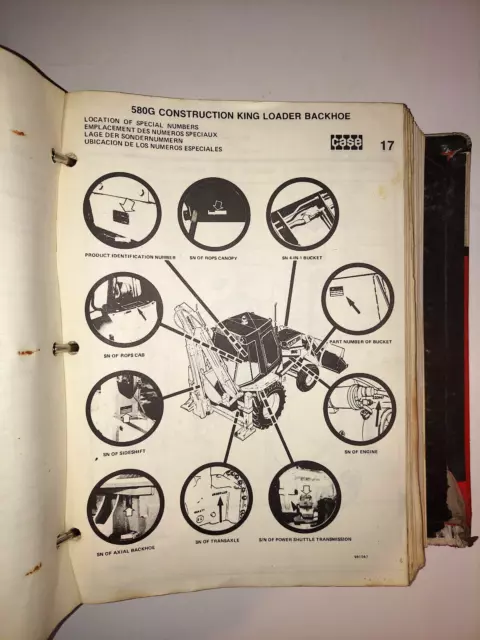 580G CONSTRUCTION KING LOADER BACKHOE
LOCATION OF SPECIAL NUMBERS
EMPLACEMENT DES NUMEROS SPECIAUX
LAGE DER SONDERNUMMERN
UBICACION DE LOS NUMEROS ESPECIALES
case
17
PRODUCT IDENTIFICATION NUMBER
SN OF ROPS CANOPY
SN 4-IN-1 BUCKET
SN OF ROPS CAB
PART NUMBER OF BUCKET
SN OF SIDESHIFT
SN OF ENGINE
SN OF AXIAL BACKHOE
SN OF TRANSAXLE
S/N OF POWER SHUTTLE TRANSMISSION